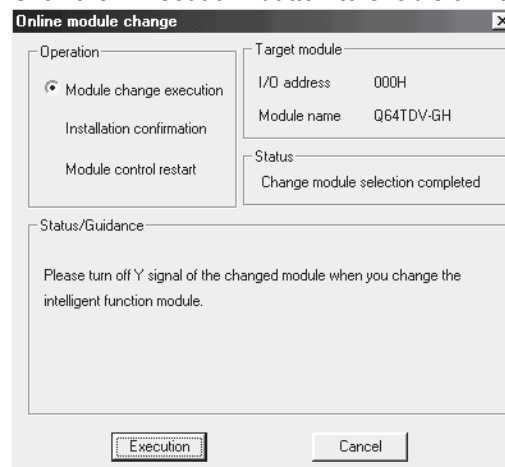 Online module change
Operation
Module change execution
Installation confirmation
Module control restart
Target module
I/O address 000H
Module name Q64TDV-GH
Status
Change module selection completed
Status/Guidance
Please turn off Y signal of the changed module when you change the
intelligent function module.
Execution Cancel